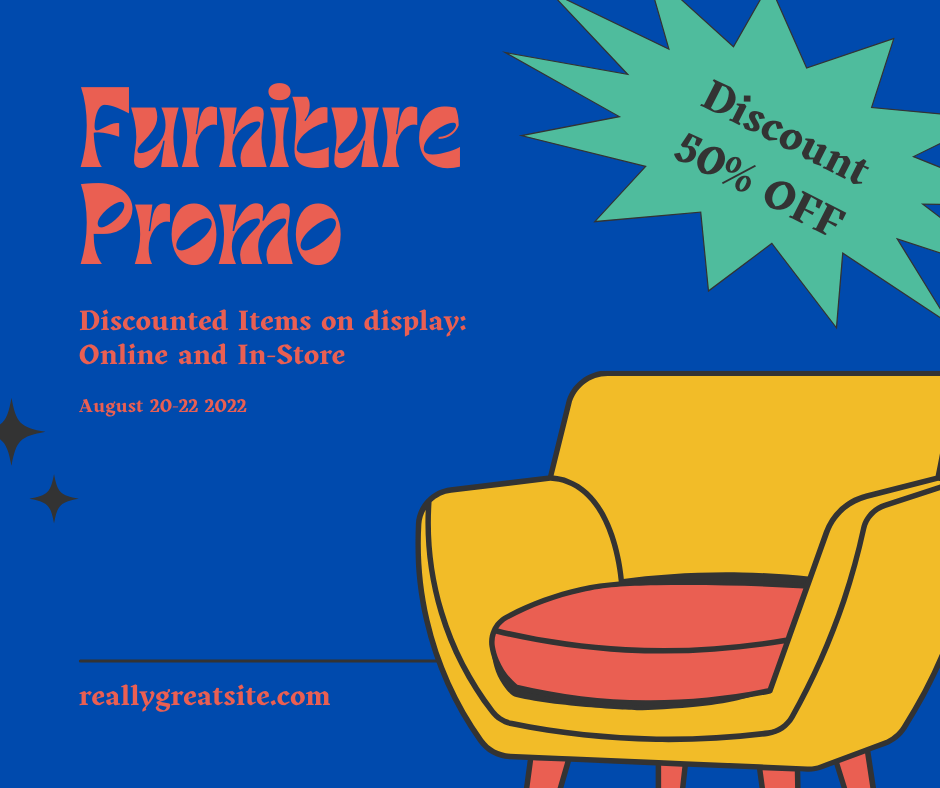 Furniture
Promo
Discount
50% OFF
Discounted Items on display:
Online and In-Store
August 20-22 2022
reallygreatsite.com